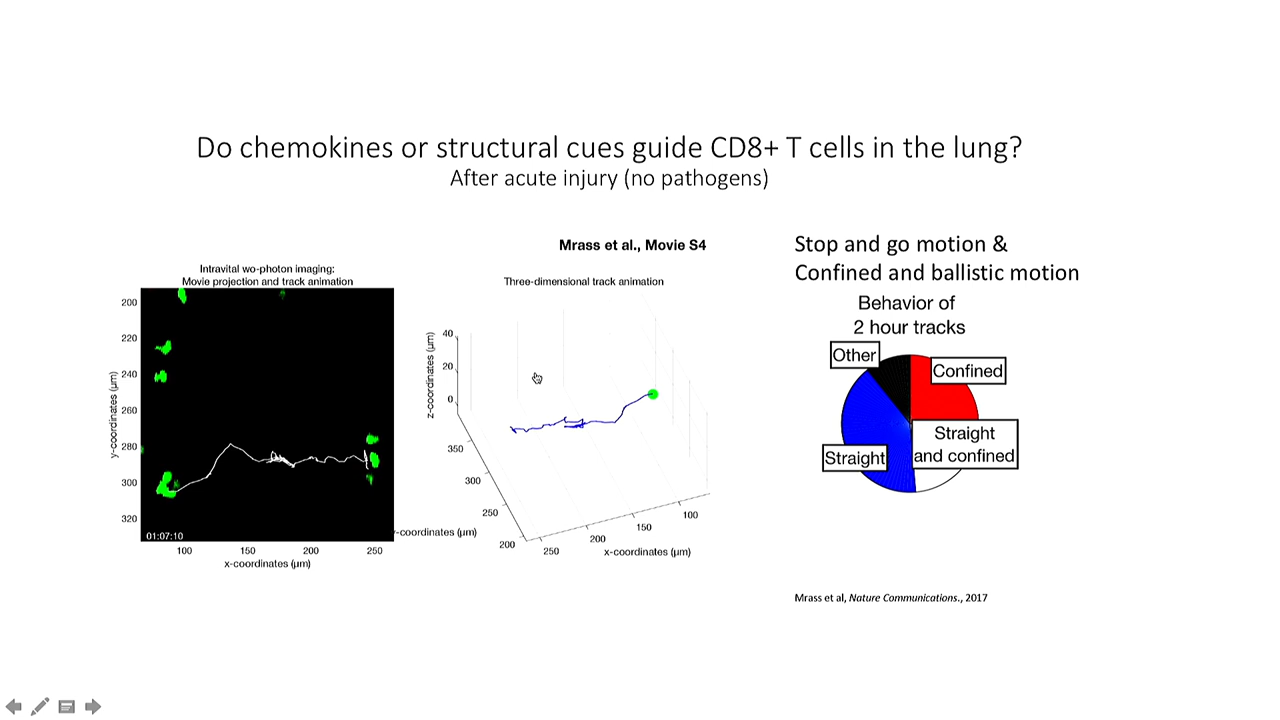 Do chemokines or structural cues guide CD8+ T cells in the lung?
After acute injury (no pathogens)
Mrass et al., Movie S4
Intravital wo-photon imaging:
Movie projection and track animation
200
220
240
260
280
300
320
y-coordinates (µm)
01:07:10
100
150
200
250
x-coordinates (µm)
Three-dimensional track animation
40
20
0
z-coordinates (µm)
350
300
250
200
y-coordinates (µm)
250
200
150
100
x-coordinates (µm)
Stop and go motion &
Confined and ballistic motion
Behavior of
2 hour tracks
Other
Confined
Straight
and confined
Straight
Mrass et al, Nature Communications., 2017